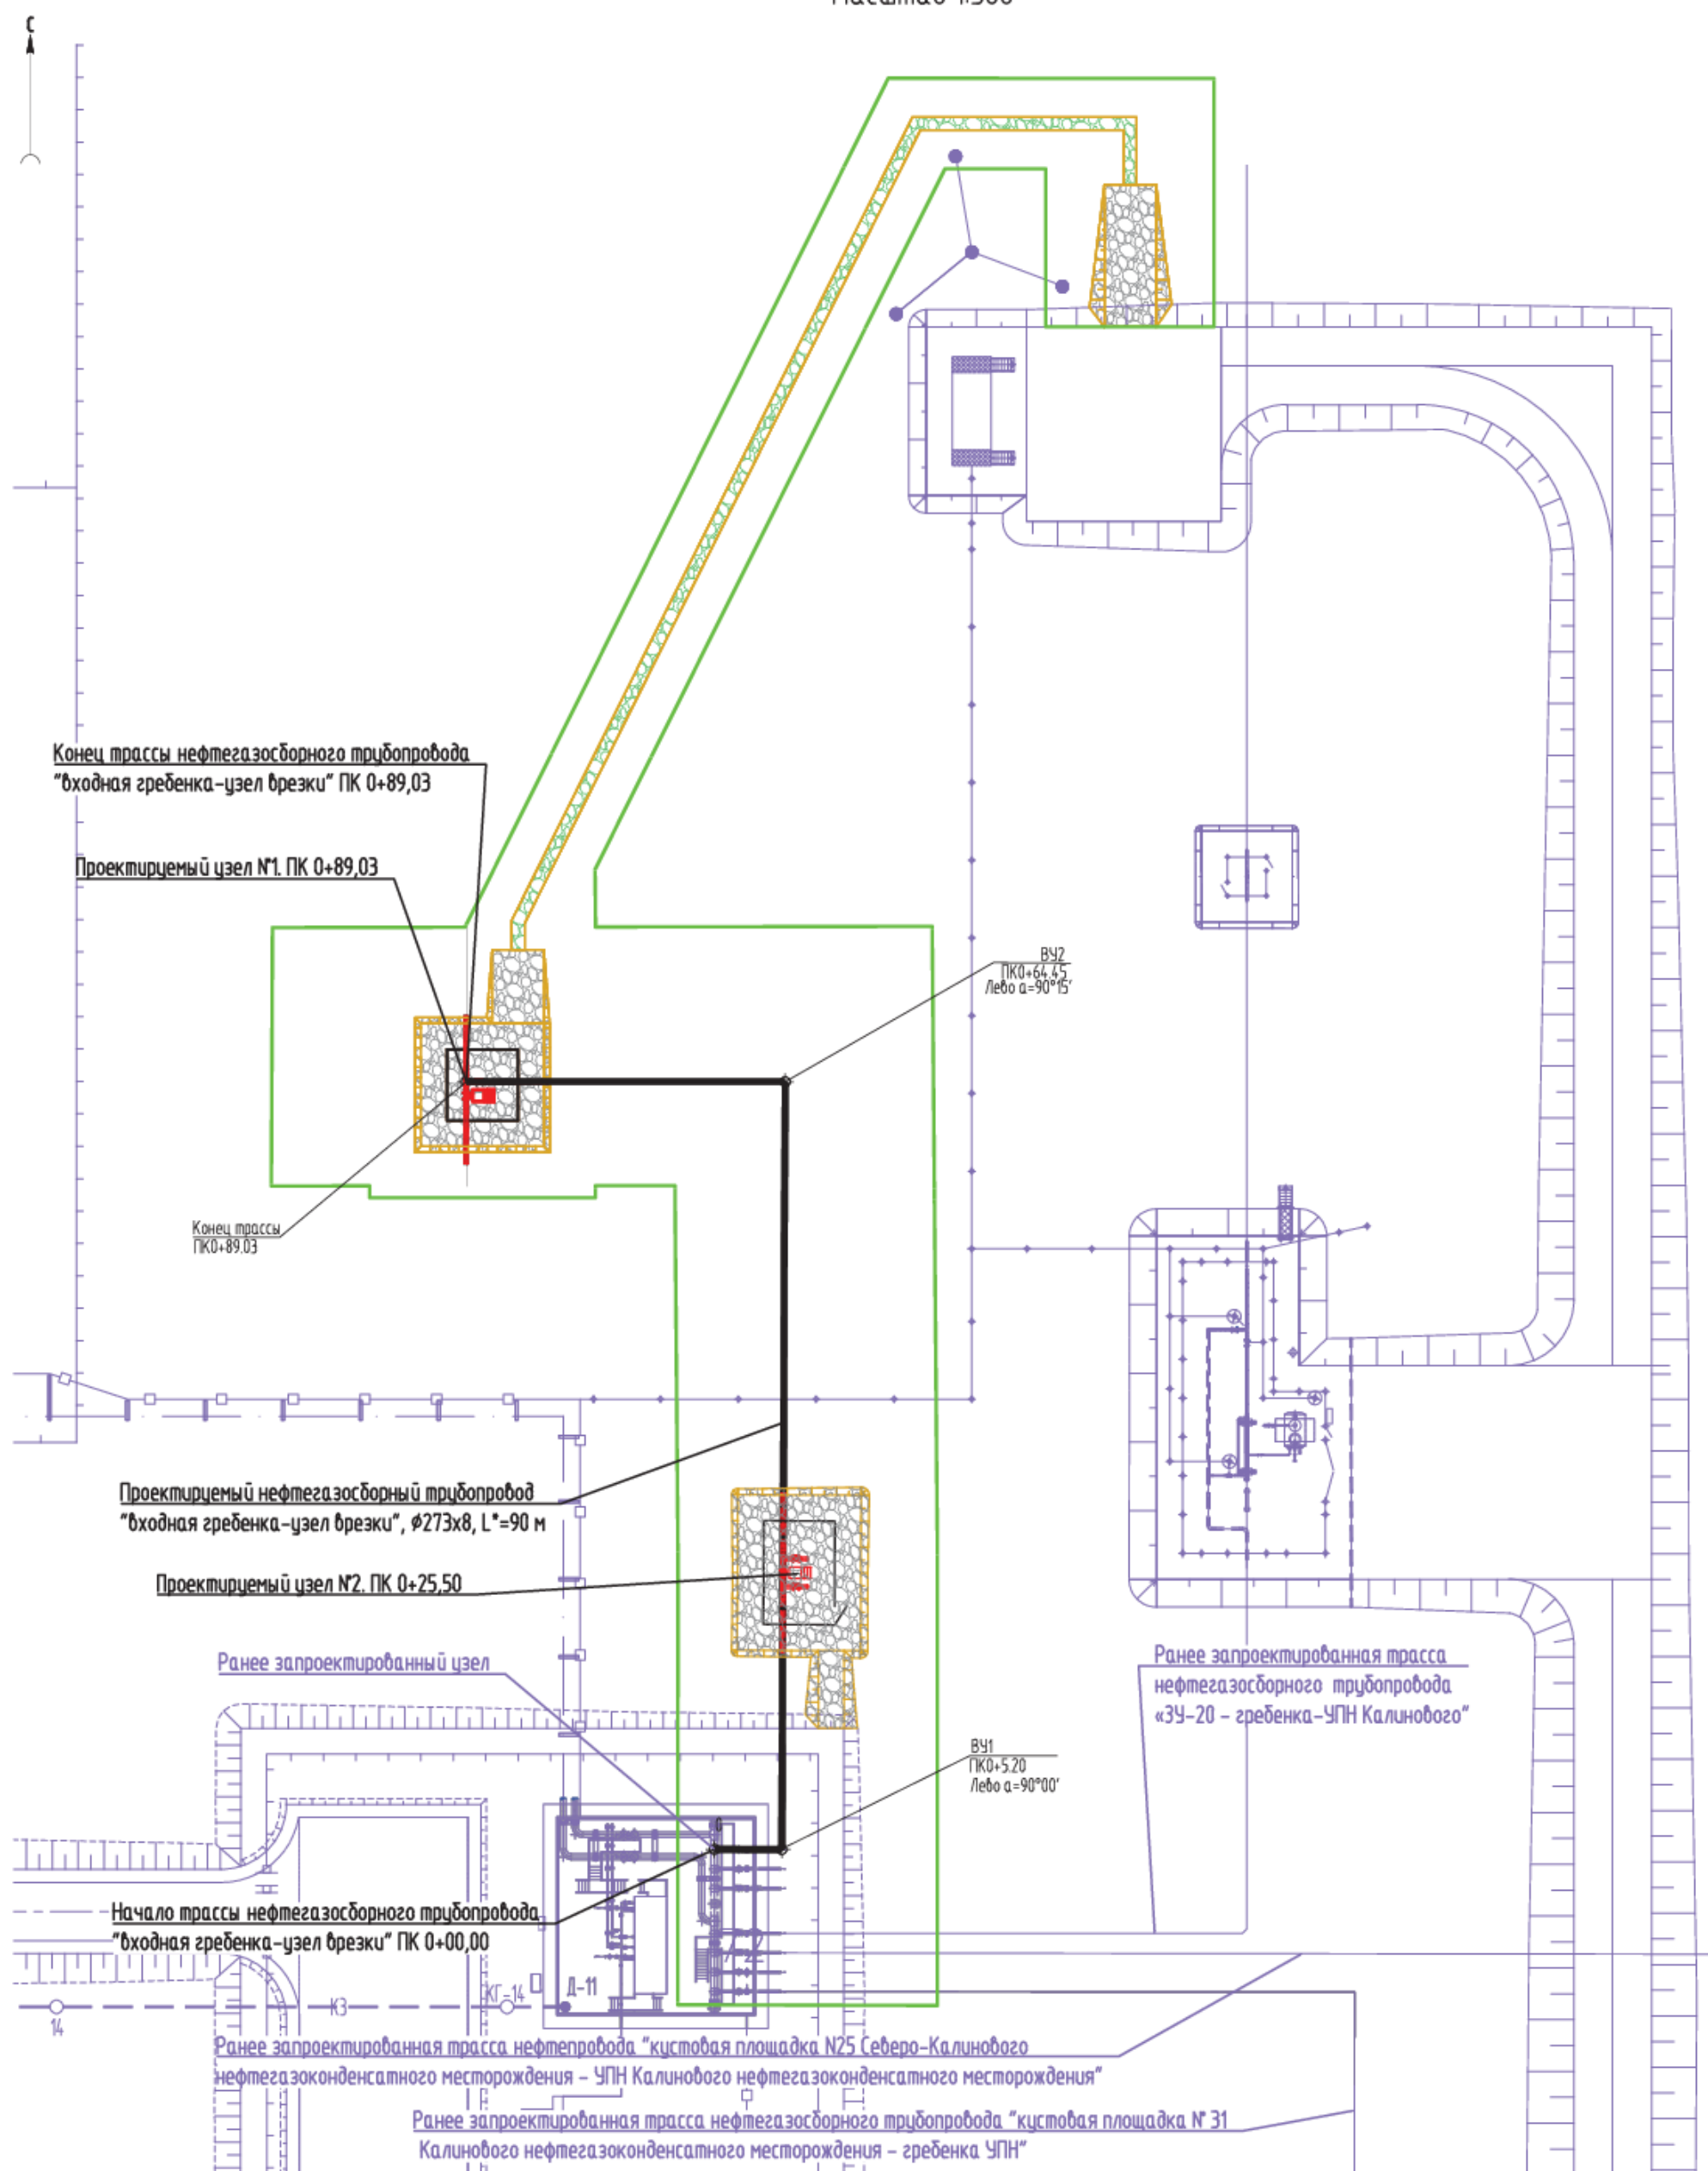 Масштаб 1:500
С
Конец трассы нефтегазосборного трубопровода
"входная гребенка-узел врезки" ПК 0+89,03
Проектируемый узел №1. ПК 0+89,03
ВУ2
ПК0+64.45
Лево α=90°15'
Конец трассы
ПК0+89.03
Проектируемый нефтегазосборный трубопровод
"входная гребенка-узел врезки", ∅273х8, L*=90 м
Проектируемый узел №2. ПК 0+25,50
Ранее запроектированный узел
Ранее запроектированная трасса
нефтегазосборного трубопровода
«ЗУ-20 - гребенка-УПН Калинового"
ВУ1
ПК0+5.20
Лево α=90°00'
Начало трассы нефтегазосборного трубопровода
"входная гребенка-узел врезки" ПК 0+00,00
Д-11
КГ-14
К3
14
Ранее запроектированная трасса нефтепровода "кустовая площадка N25 Северо-Калинового
нефтегазоконденсатного месторождения - УПН Калинового нефтегазоконденсатного месторождения"
Ранее запроектированная трасса нефтегазосборного трубопровода "кустовая площадка № 31
Калинового нефтегазоконденсатного месторождения - гребенка УПН"